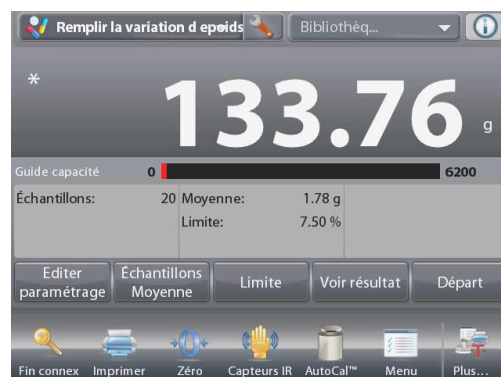 Remplir la variation d epoids
Bibliothèq...
*
133.76 g
Guide capacité 0 6200
Échantillons: 20 Moyenne: 1.78 g
Limite: 7.50 %
Editer paramétrage
Échantillons Moyenne
Limite
Voir résultat
Départ
Fin connex Imprimer Zéro Capteurs IR AutoCal™ Menu Plus...